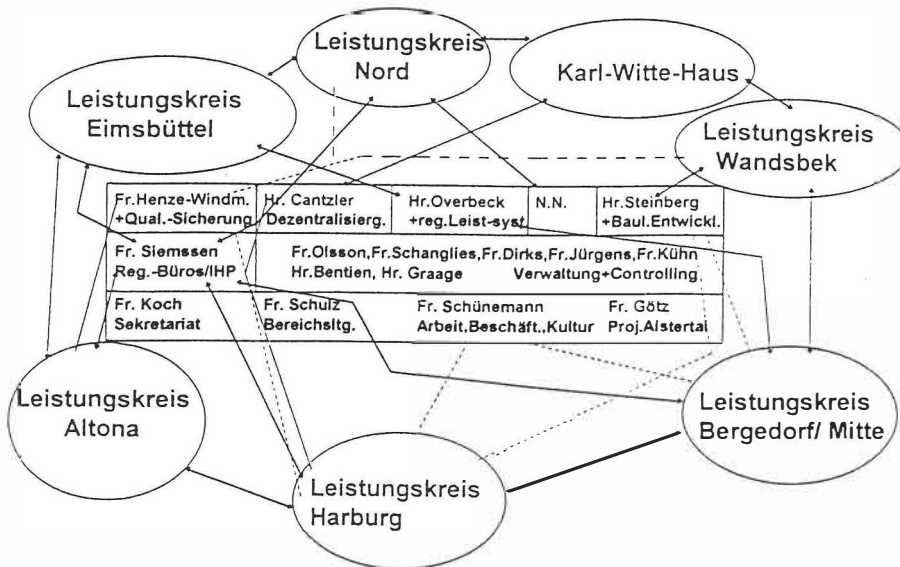 Leistungskreis
Nord
Karl-Witte-Haus
Leistungskreis
Eimsbüttel
Leistungskreis
Wandsbek
Fr.Henze-Windm.
+Qual.-Sicherung
Hr. Cantzler
Dezentralisierg.
Hr.Overbeck
+reg.Leist-syst
N.N.
Hr.Steinberg
+Baul.Entwickl.
Fr. Siemssen
Reg.-Büros/IHP
Fr.Olsson,Fr.Schanglies,Fr.Dirks,Fr.Jürgens,Fr.Kühn
Hr.Bentien, Hr. Graage Verwaltung+Controlling
Fr. Koch
Sekretariat
Fr. Schulz
Bereichsltg.
Fr. Schünemann
Arbeit,Beschäft.,Kultur
Fr. Götz
Proj.Alstertal
Leistungskreis
Altona
Leistungskreis
Bergedorf/ Mitte
Leistungskreis
Harburg